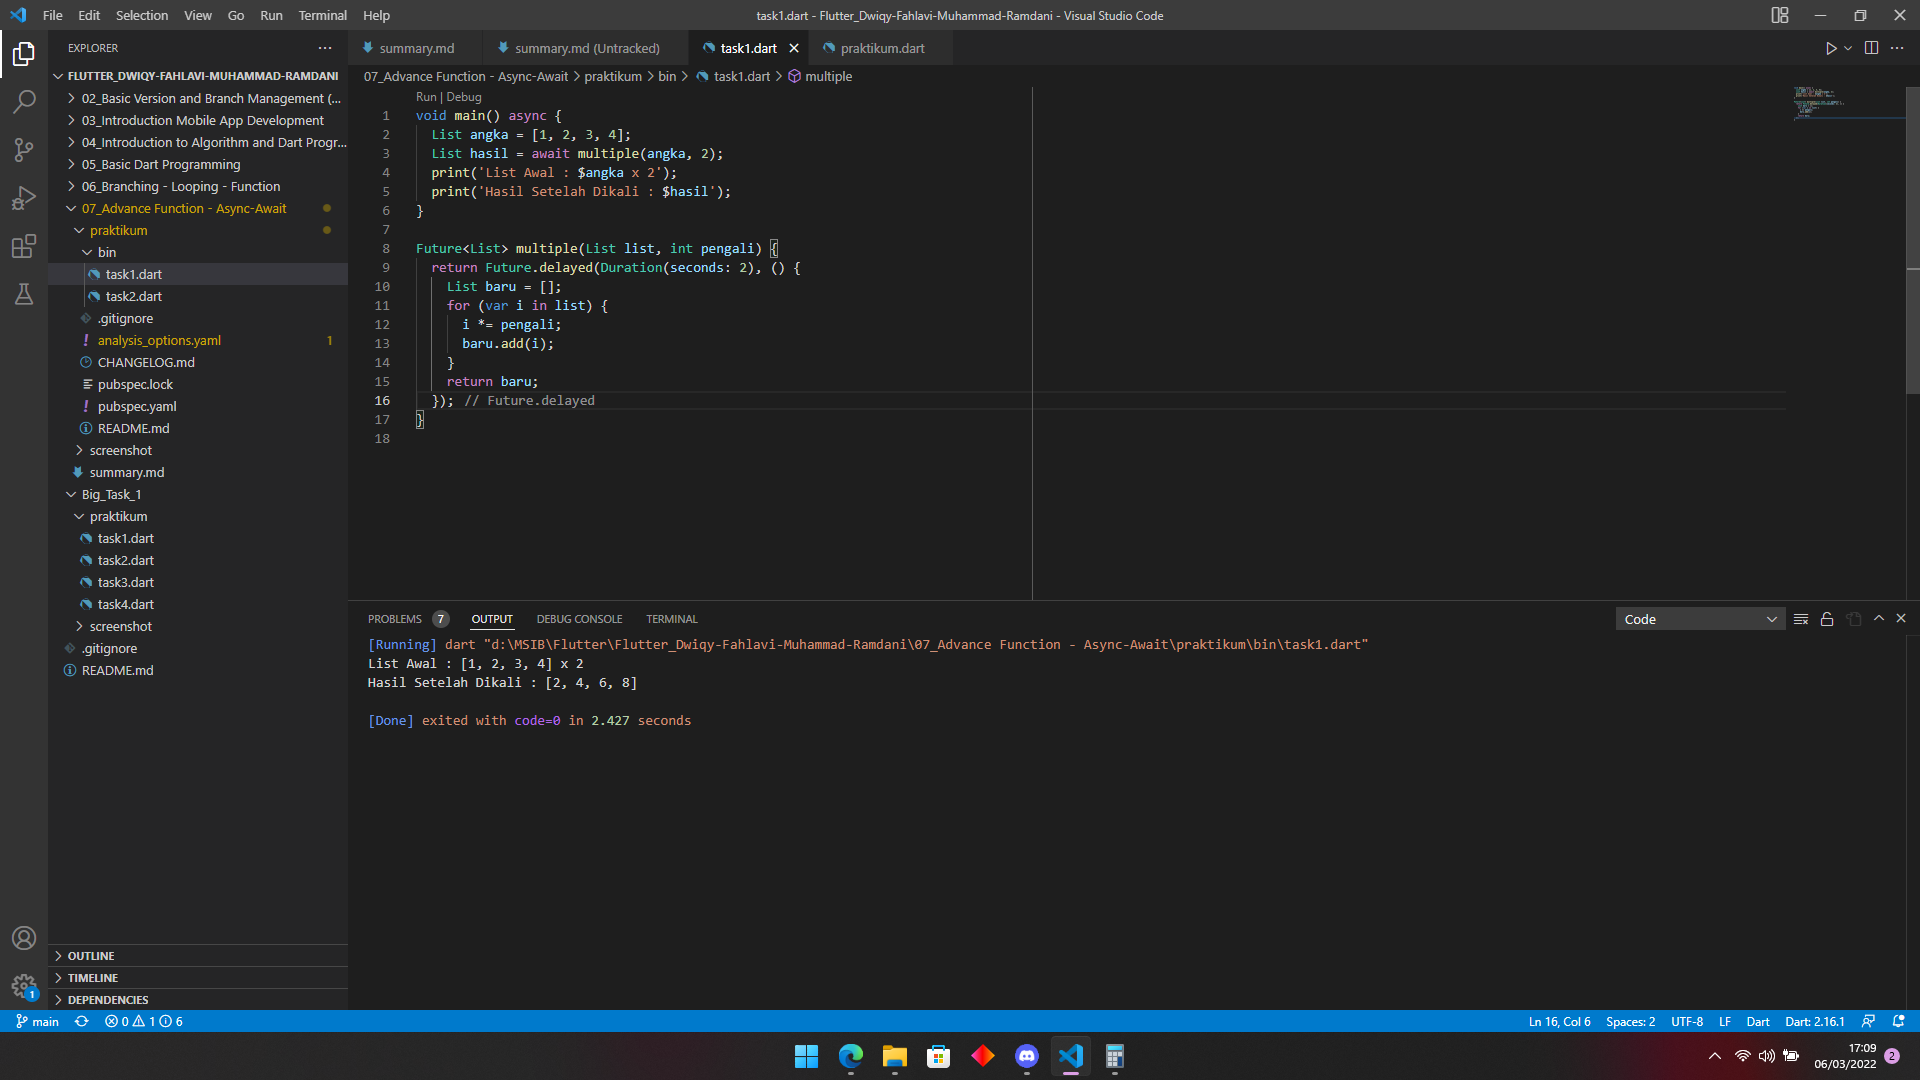 File Edit Selection View Go Run Terminal Help
task1.dart - Flutter_Dwiqy-Fahlavi-Muhammad-Ramdani - Visual Studio Code
EXPLORER
FLUTTER_DWIQY-FAHLAVI-MUHAMMAD-RAMDANI
02_Basic Version and Branch Management (...
03_Introduction Mobile App Development
04_Introduction to Algorithm and Dart Progr...
05_Basic Dart Programming
06_Branching - Looping - Function
07_Advance Function - Async-Await
praktikum
bin
task1.dart
task2.dart
.gitignore
analysis_options.yaml 1
CHANGELOG.md
pubspec.lock
pubspec.yaml
README.md
screenshot
summary.md
Big_Task_1
praktikum
task1.dart
task2.dart
task3.dart
task4.dart
screenshot
.gitignore
README.md
OUTLINE
TIMELINE
DEPENDENCIES
summary.md summary.md (Untracked) task1.dart praktikum.dart
07_Advance Function - Async-Await > praktikum > bin > task1.dart > multiple
Run | Debug
1 void main() async {
2 List angka = [1, 2, 3, 4];
3 List hasil = await multiple(angka, 2);
4 print('List Awal : $angka x 2');
5 print('Hasil Setelah Dikali : $hasil');
6 }
7
8 Future<List> multiple(List list, int pengali) {
9 return Future.delayed(Duration(seconds: 2), () {
10 List baru = [];
11 for (var i in list) {
12 i *= pengali;
13 baru.add(i);
14 }
15 return baru;
16 }); // Future.delayed
17 }
18
PROBLEMS 7 OUTPUT DEBUG CONSOLE TERMINAL
Code
[Running] dart "d:\MSIB\Flutter\Flutter_Dwiqy-Fahlavi-Muhammad-Ramdani\07_Advance Function - Async-Await\praktikum\bin\task1.dart"
List Awal : [1, 2, 3, 4] x 2
Hasil Setelah Dikali : [2, 4, 6, 8]
[Done] exited with code=0 in 2.427 seconds
1
main 0 1 6
Ln 16, Col 6 Spaces: 2 UTF-8 LF Dart Dart: 2.16.1
17:09
06/03/2022
2